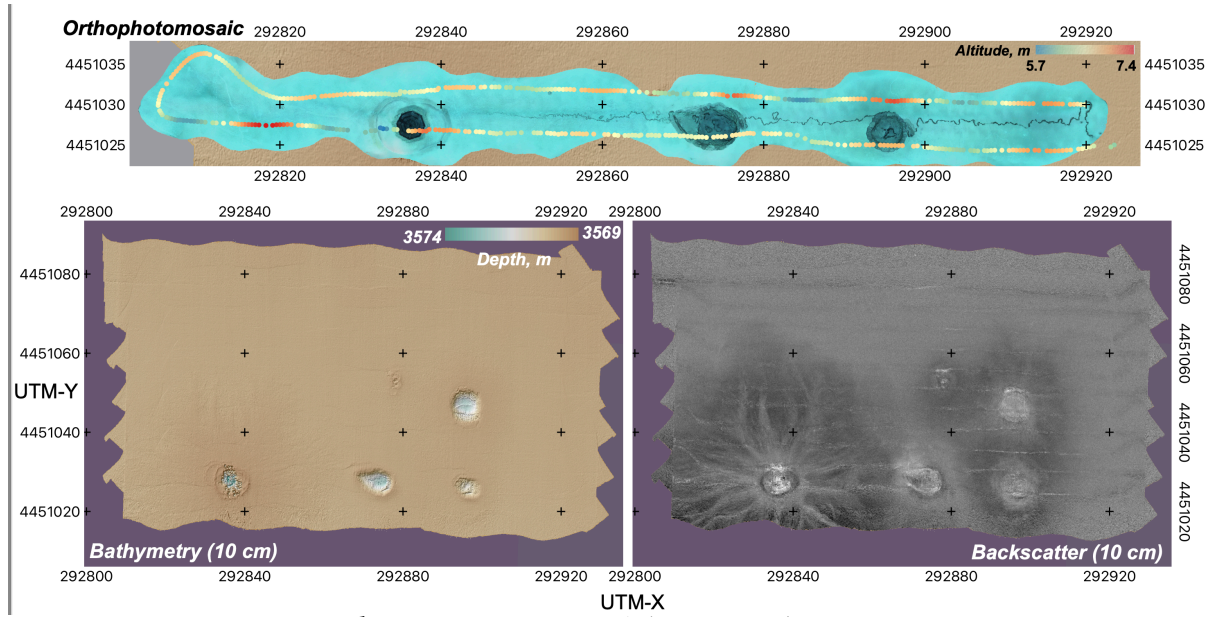 Orthophotomosaic
292820 292840 292860 292880 292900 292920
Altitude, m
5.7 7.4
4451035 4451035
4451030 4451030
4451025 4451025
292820 292840 292860 292880 292900 292920
292800 292840 292880 292920 292800 292840 292880 292920
3574 3569
Depth, m
4451080 4451080
4451060 4451060
UTM-Y
4451040 4451040
4451020 4451020
Bathymetry (10 cm) Backscatter (10 cm)
292800 292840 292880 292920 292800 292840 292880 292920
UTM-X